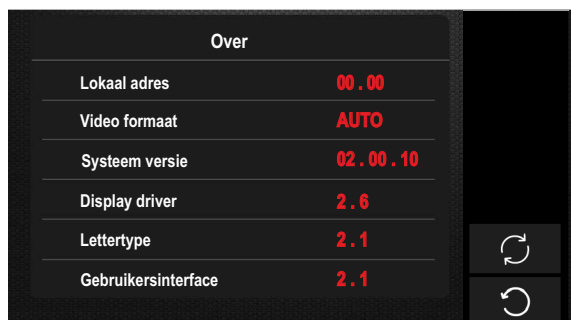 Over
Lokaal adres 00 . 00
Video formaat AUTO
Systeem versie 02 . 00 . 10
Display driver 2 . 6
Lettertype 2 . 1
Gebruikersinterface 2 . 1